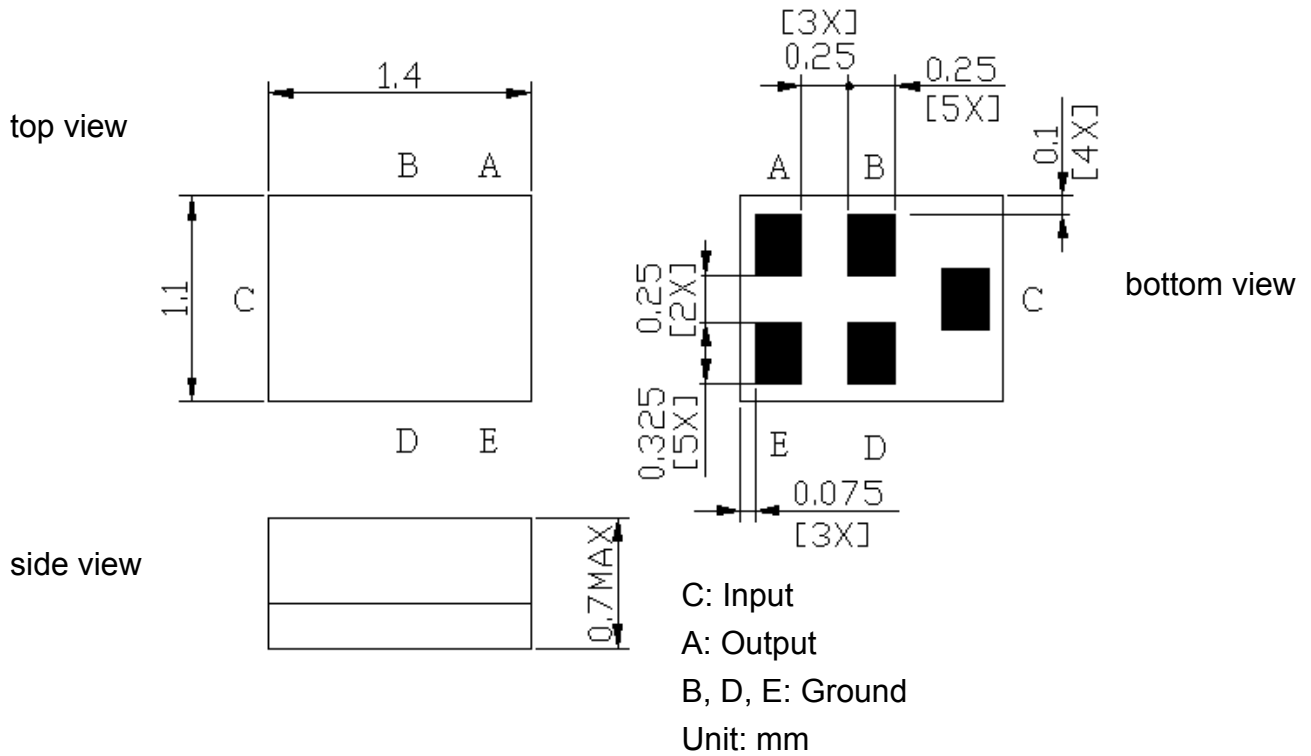 top view
1.4
B A
1.1
C
D E
[3X]
0.25
0.25
[5X]
0.1
[4X]
A B
0.25
[2X]
C
bottom view
0.325
[5X]
E D
0.075
[3X]
side view
0.7MAX
C: Input
A: Output
B, D, E: Ground
Unit: mm